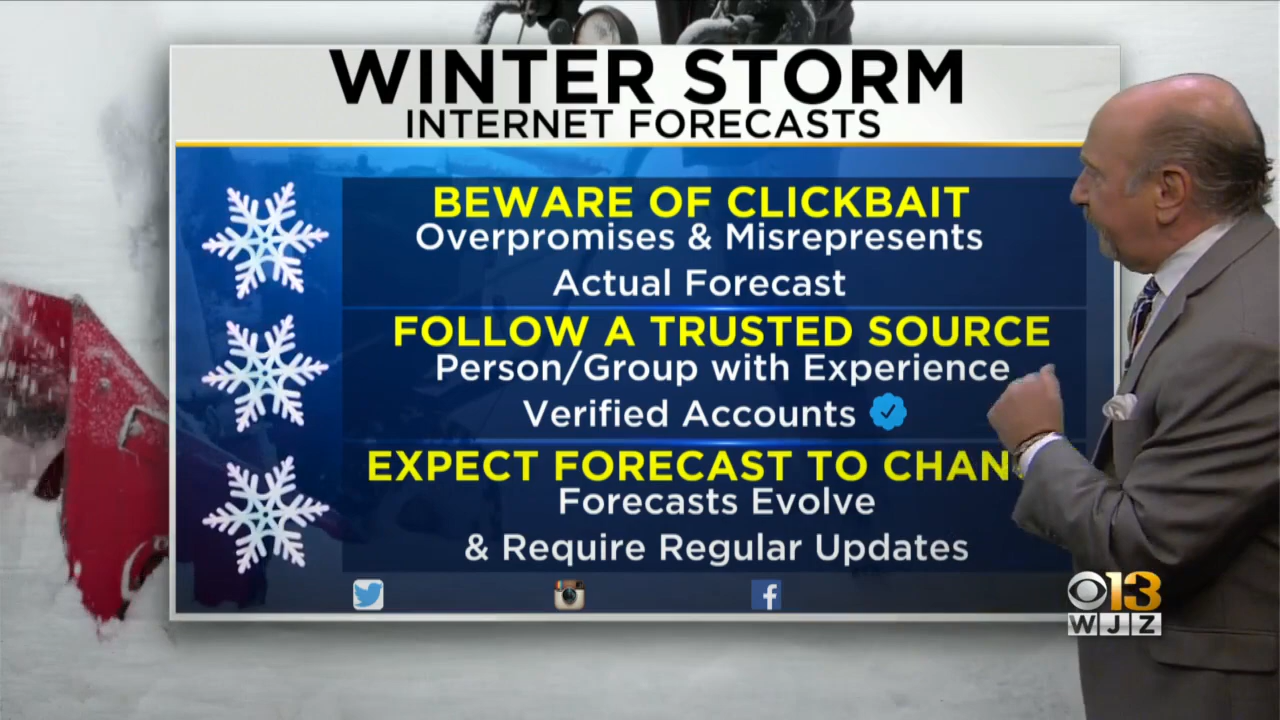 WINTER STORM
INTERNET FORECASTS
BEWARE OF CLICKBAIT
Overpromises & Misrepresents
Actual Forecast
FOLLOW A TRUSTED SOURCE
Person/Group with Experience
Verified Accounts
EXPECT FORECAST TO CHAN
Forecasts Evolve
& Require Regular Updates
13
WJZ